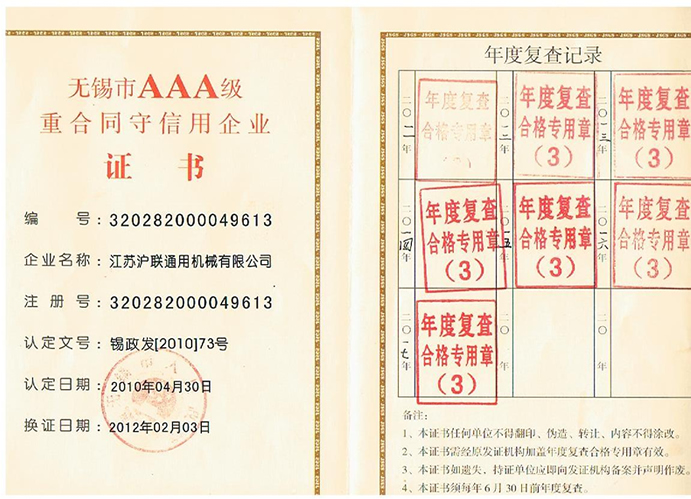 无锡市AAA级
重合同守信用企业
证书
编 号：320282000049613
企业名称：江苏沪联通用机械有限公司
注册号：320282000049613
认定文号：锡政发[2010]73号
认定日期：2010年04月30日
换证日期：2012年02月03日
年度复查记录
二〇一二年
年度复查
合格专用章
(3)
二〇一三年
年度复查
合格专用章
(3)
年度复查
合格专用章
(3)
二〇一四年
年度复查
合格专用章
(3)
二〇一五年
年度复查
合格专用章
(3)
二〇一六年
年度复查
合格专用章
(3)
二〇一七年
年度复查
合格专用章
(3)
二〇 年
二〇 年
备注：
1、本证书任何单位不得翻印、伪造、转让、内容不得涂改。
2、本证书需经原发证机构加盖年度复查合格专用章有效。
3、本证书如遗失、持证单位应即向发证机构备案并声明作废。
4、本证书须每年6月30日前年度复查。